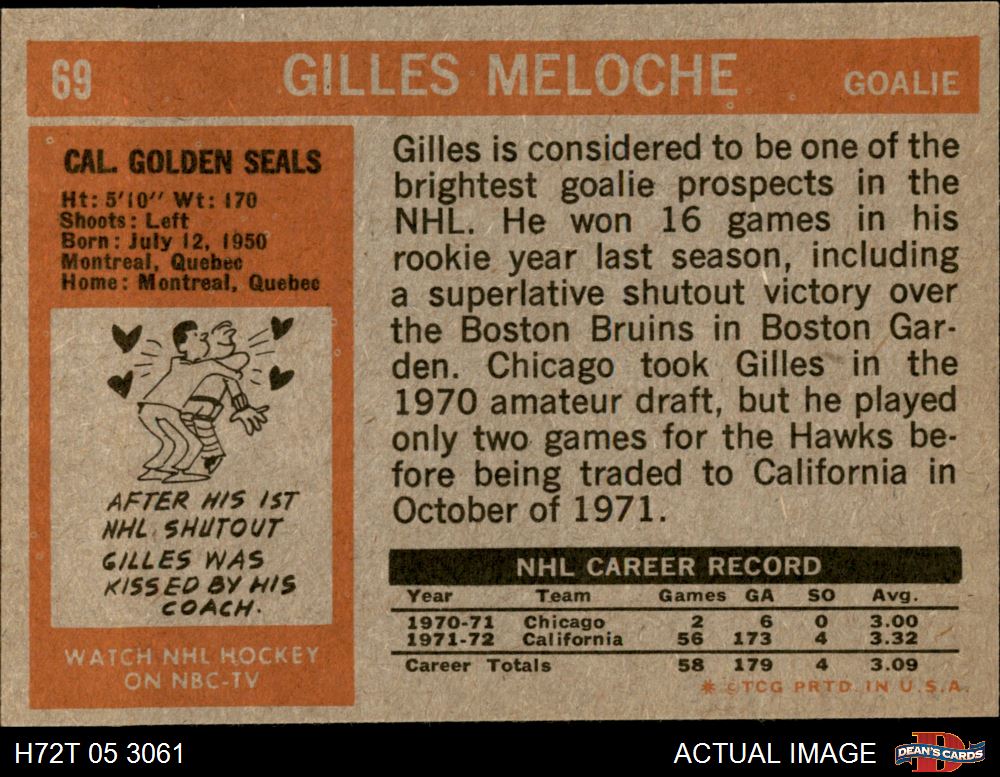 69 GILLES MELOCHE GOALIE
CAL. GOLDEN SEALS
Ht: 5'10" Wt: 170
Shoots: Left
Born: July 12, 1950
Montreal, Quebec
Home: Montreal, Quebec
AFTER HIS 1ST
NHL SHUTOUT
GILLES WAS
KISSED BY HIS
COACH.
WATCH NHL HOCKEY
ON NBC-TV
Gilles is considered to be one of the
brightest goalie prospects in the
NHL. He won 16 games in his
rookie year last season, including
a superlative shutout victory over
the Boston Bruins in Boston Gar-
den. Chicago took Gilles in the
1970 amateur draft, but he played
only two games for the Hawks be-
fore being traded to California in
October of 1971.
NHL CAREER RECORD
Year Team Games GA SO Avg.
1970-71 Chicago 2 6 0 3.00
1971-72 California 56 173 4 3.32
Career Totals 58 179 4 3.09
* © TCG PRTD. IN U.S.A.
H72T 05 3061 ACTUAL IMAGE D DEAN'S CARDS